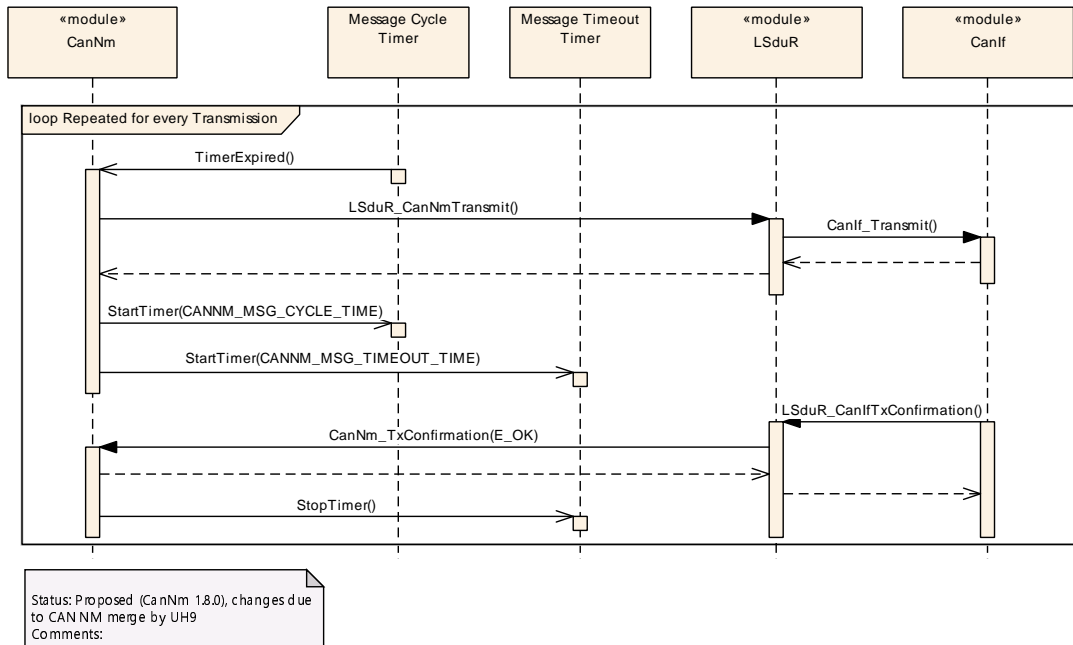 «module»
CanNm
Message Cycle
Timer
Message Timeout
Timer
«module»
LSduR
«module»
CanIf
loop Repeated for every Transmission
TimerExpired()
LSduR_CanNmTransmit()
CanIf_Transmit()
StartTimer(CANNM_MSG_CYCLE_TIME)
StartTimer(CANNM_MSG_TIMEOUT_TIME)
LSduR_CanIfTxConfirmation()
CanNm_TxConfirmation(E_OK)
StopTimer()
Status: Proposed (CanNm 1.8.0), changes due
to CAN NM merge by UH9
Comments: